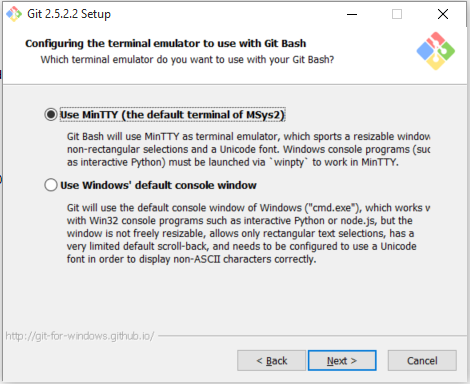 Git 2.5.2.2 Setup
Configuring the terminal emulator to use with Git Bash
Which terminal emulator do you want to use with your Git Bash?
Use MinTTY (the default terminal of MSys2)
Git Bash will use MinTTY as terminal emulator, which sports a resizable window,
non-rectangular selections and a Unicode font. Windows console programs (suc
as interactive Python) must be launched via `winpty` to work in MinTTY.
Use Windows' default console window
Git will use the default console window of Windows ("cmd.exe"), which works w
with Win32 console programs such as interactive Python or node.js, but the
window is not freely resizable, allows only rectangular text selections, has a
very limited default scroll-back, and needs to be configured to use a Unicode
font in order to display non-ASCII characters correctly.
http://git-for-windows.github.io/
< Back
Next >
Cancel